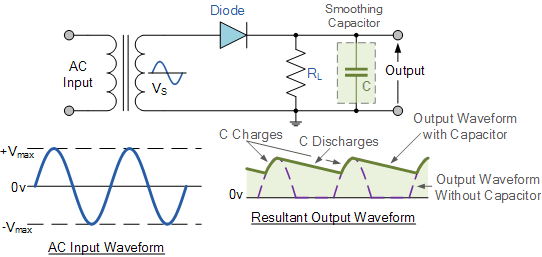 Diode
Smoothing
Capacitor
AC
Input
VS
RL
C
Output
C Charges
C Discharges
Output Waveform
with Capacitor
+Vmax
0v
-Vmax
AC Input Waveform
0v
Output Waveform
Without Capacitor
Resultant Output Waveform